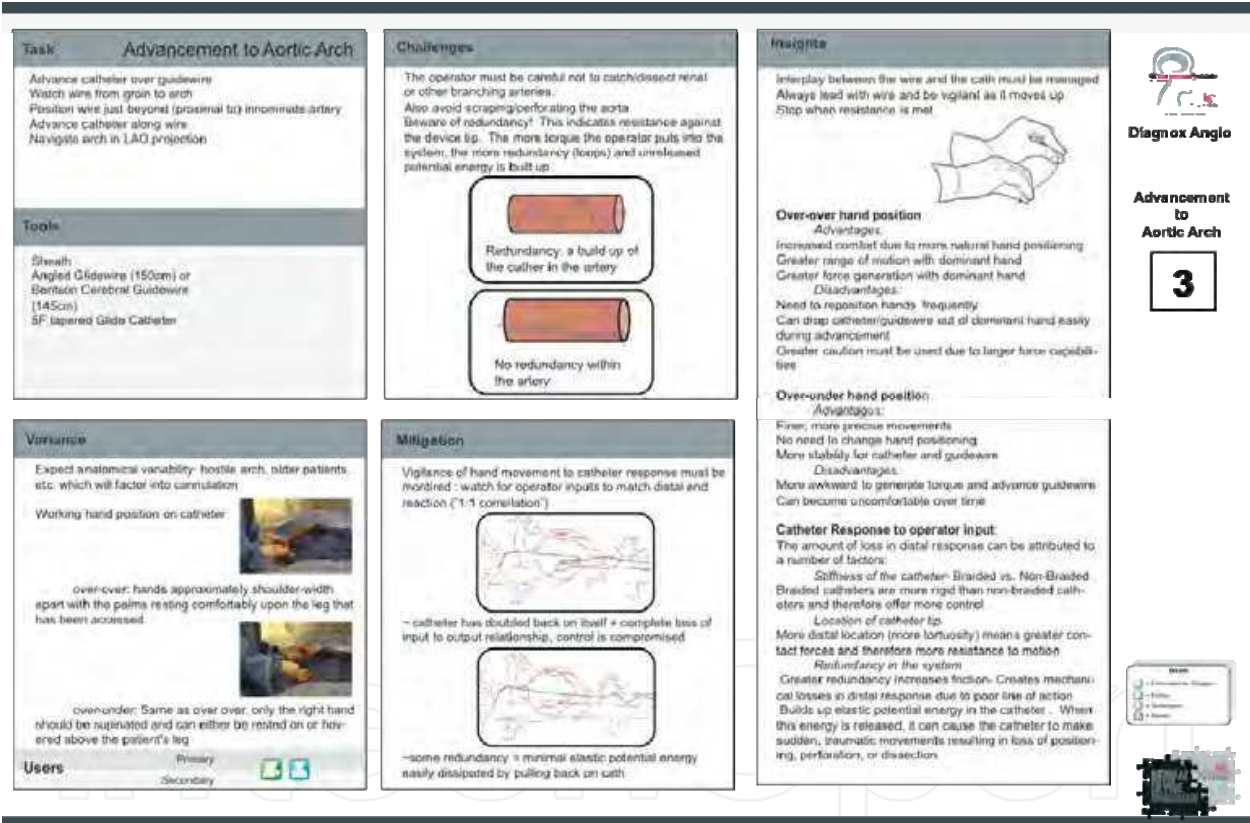 Task Advancement to Aortic Arch
Advance catheter over guidewire
Watch wire from groin to arch
Position wire just beyond (proximal to) innominate artery
Advance catheter along wire
Navigate arch in LAO projection
Tools
Sheath
Angled Glidewire (150cm) or
Bentson Cerebral Guidewire
(145cm)
5F tapered Glide Catheter
Challenges
The operator must be careful not to catch/dissect renal
or other branching arteries.
Also avoid scraping/perforating the aorta
Beware of redundancy! This indicates resistance against
the device tip. The more torque the operator puts into the
system, the more redundancy (loops) and unreleased
potential energy is built up
Redundancy: a build up of
the cather in the artery
No redundancy within
the artery
Insights
Interplay between the wire and the cath must be managed
Always lead with wire and be vigilant as it moves up
Stop when resistance is met
Over-over hand position
Advantages:
Increased comfort due to more natural hand positioning
Greater range of motion with dominant hand
Greater force generation with dominant hand
Disadvantages:
Need to reposition hands frequently
Can drop catheter/guidewire out of dominant hand easily
during advancement
Greater caution must be used due to larger force capabili-
ties
Over-under hand position
Advantages:
Finer, more precise movements
No need to change hand positioning
More stability for catheter and guidewire
Disadvantages:
More awkward to generate torque and advance guidewire
Can become uncomfortable over time
Catheter Response to operator input:
The amount of loss in distal response can be attributed to
a number of factors:
Stiffness of the catheter- Braided vs. Non-Braided
Braided catheters are more rigid than non-braided cath-
eters and therefore offer more control
Location of catheter tip
More distal location (more tortuosity) means greater con-
tact forces and therefore more resistance to motion
Redundancy in the system
Greater redundancy increases friction- Creates mechani-
cal losses in distal response due to poor line of action
Builds up elastic potential energy in the catheter . When
this energy is released, it can cause the catheter to make
sudden, traumatic movements resulting in loss of position-
ing, perforation, or dissection
Variance
Expect anatomical variability- hostile arch, older patients
etc. which will factor into cannulation
Working hand position on catheter
over-over: hands approximately shoulder-width
apart with the palms resting comfortably upon the leg that
has been accessed
over-under: Same as over over, only the right hand
should be supinated and can either be rested on or hov-
ered above the patient's leg
Users
Primary
Secondary
Mitigation
Vigilance of hand movement to catheter response must be
montired : watch for operator inputs to match distal end
reaction ("1:1 correllation")
~ catheter has doubled back on itself = complete loss of
input to output relationship, control is compromised
~some redundancy = minimal elastic potential energy
easily dissipated by pulling back on cath
Diagnox Angio
Advancement
to
Aortic Arch
3